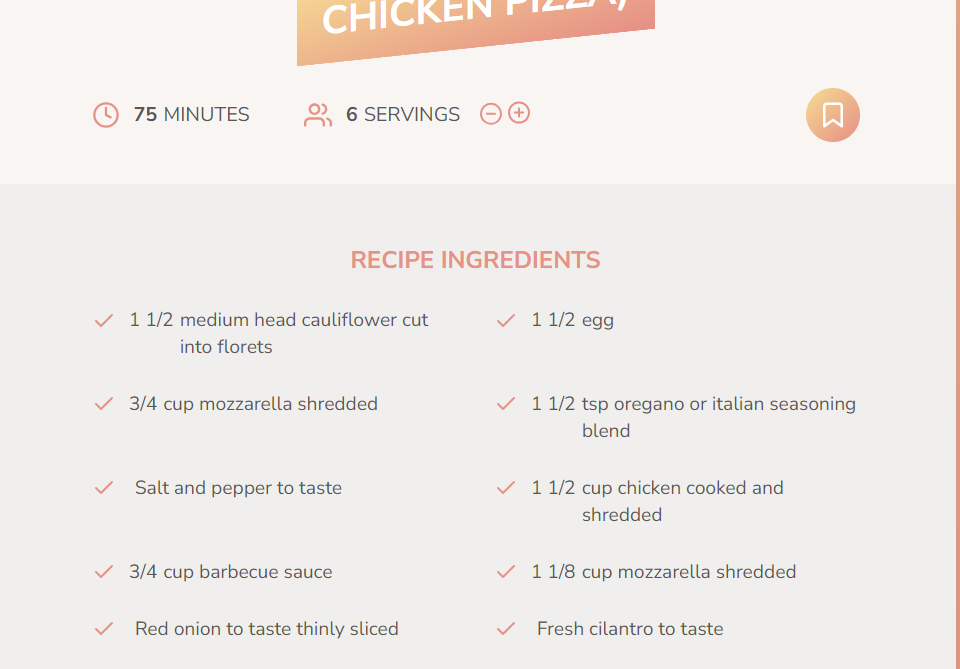 CHICKEN PIZZA)
75 MINUTES
6 SERVINGS
RECIPE INGREDIENTS
1 1/2 medium head cauliflower cut
into florets
1 1/2 egg
3/4 cup mozzarella shredded
1 1/2 tsp oregano or italian seasoning
blend
Salt and pepper to taste
1 1/2 cup chicken cooked and
shredded
3/4 cup barbecue sauce
1 1/8 cup mozzarella shredded
Red onion to taste thinly sliced
Fresh cilantro to taste